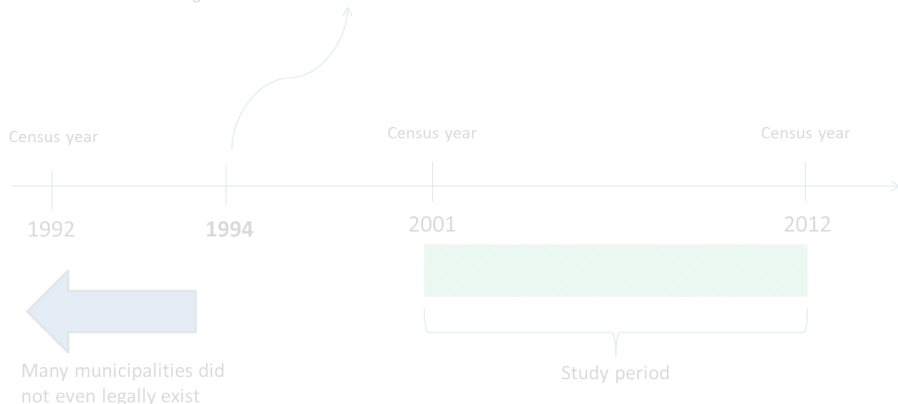 Census year
Census year
Census year
1992
1994
2001
2012
Many municipalities did
not even legally exist
Study period